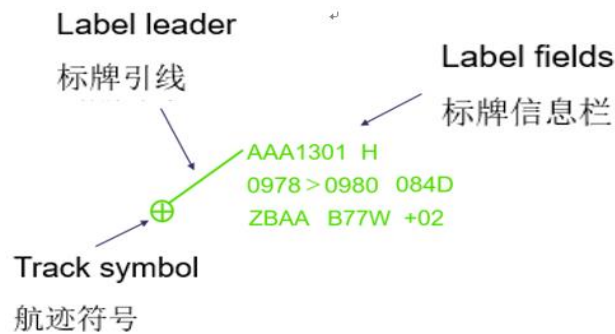 Label leader
标牌引线
Label fields
标牌信息栏
AAA1301 H
0978 > 0980 084D
ZBAA B77W +02
Track symbol
航迹符号